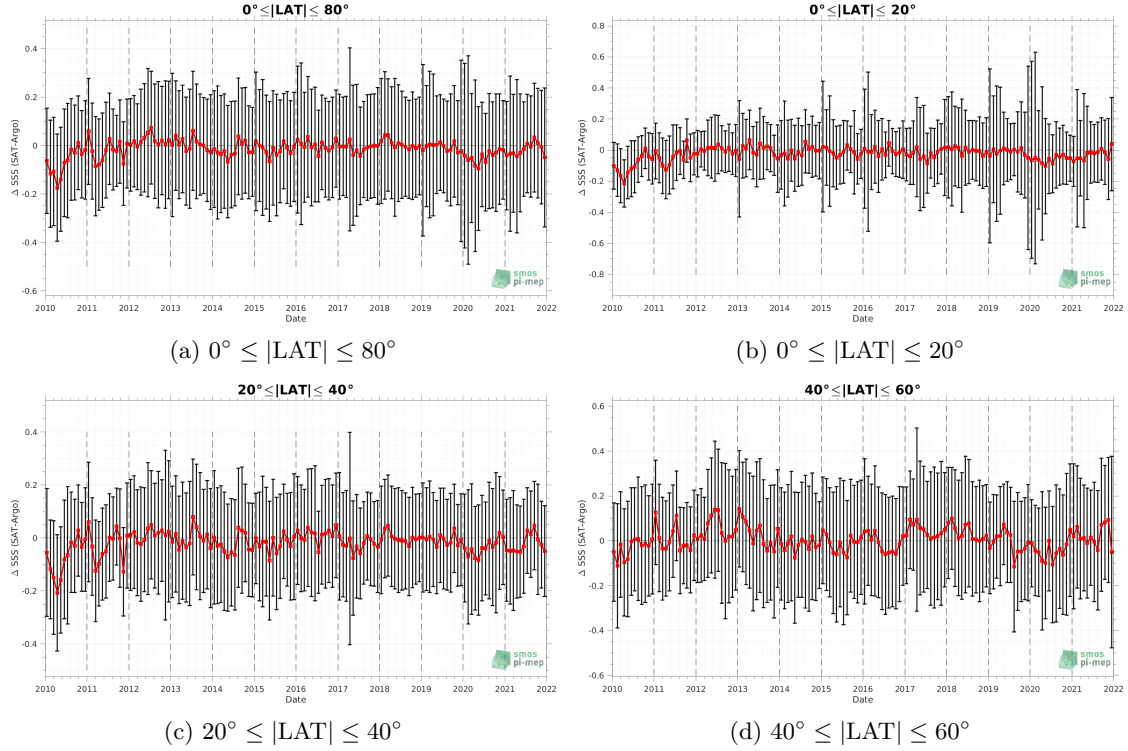 0°≤|LAT|≤ 80°
Δ SSS (SAT-Argo)
0.4
0.2
0
-0.2
-0.4
-0.6
2010 2011 2012 2013 2014 2015 2016 2017 2018 2019 2020 2021 2022
Date
smos
pi-mep
(a) 0° ≤ |LAT| ≤ 80°
0°≤|LAT|≤ 20°
Δ SSS (SAT-Argo)
0.8
0.6
0.4
0.2
0
-0.2
-0.4
-0.6
-0.8
2010 2011 2012 2013 2014 2015 2016 2017 2018 2019 2020 2021 2022
Date
smos
pi-mep
(b) 0° ≤ |LAT| ≤ 20°
20°≤|LAT|≤ 40°
Δ SSS (SAT-Argo)
0.4
0.2
0
-0.2
-0.4
2010 2011 2012 2013 2014 2015 2016 2017 2018 2019 2020 2021 2022
Date
smos
pi-mep
(c) 20° ≤ |LAT| ≤ 40°
40°≤|LAT|≤ 60°
Δ SSS (SAT-Argo)
0.6
0.4
0.2
0
-0.2
-0.4
-0.6
2010 2011 2012 2013 2014 2015 2016 2017 2018 2019 2020 2021 2022
Date
smos
pi-mep
(d) 40° ≤ |LAT| ≤ 60°